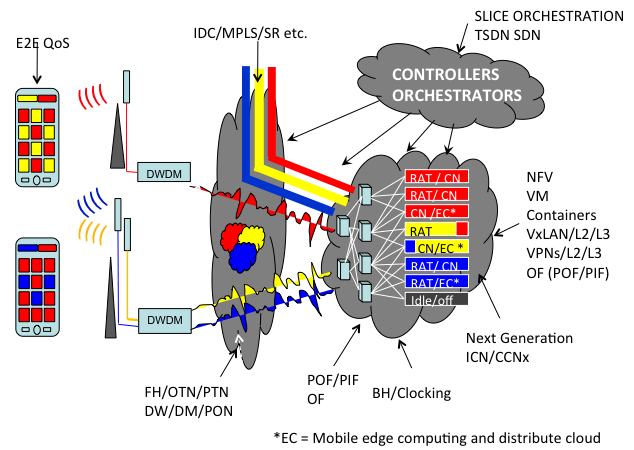 SLICE ORCHESTRATION
TSDN SDN
IDC/MPLS/SR etc.
E2E QoS
CONTROLLERS
ORCHESTRATORS
DWDM
RAT / CN
RAT/ CN
CN /EC*
RAT
CN/EC *
RAT/ CN
RAT/EC*
Idle/off
NFV
VM
Containers
VxLAN/L2/L3
VPNs/L2/L3
OF (POF/PIF)
DWDM
Next Generation
ICN/CCNx
FH/OTN/PTN
DW/DM/PON
POF/PIF
OF
BH/Clocking
*EC = Mobile edge computing and distribute cloud